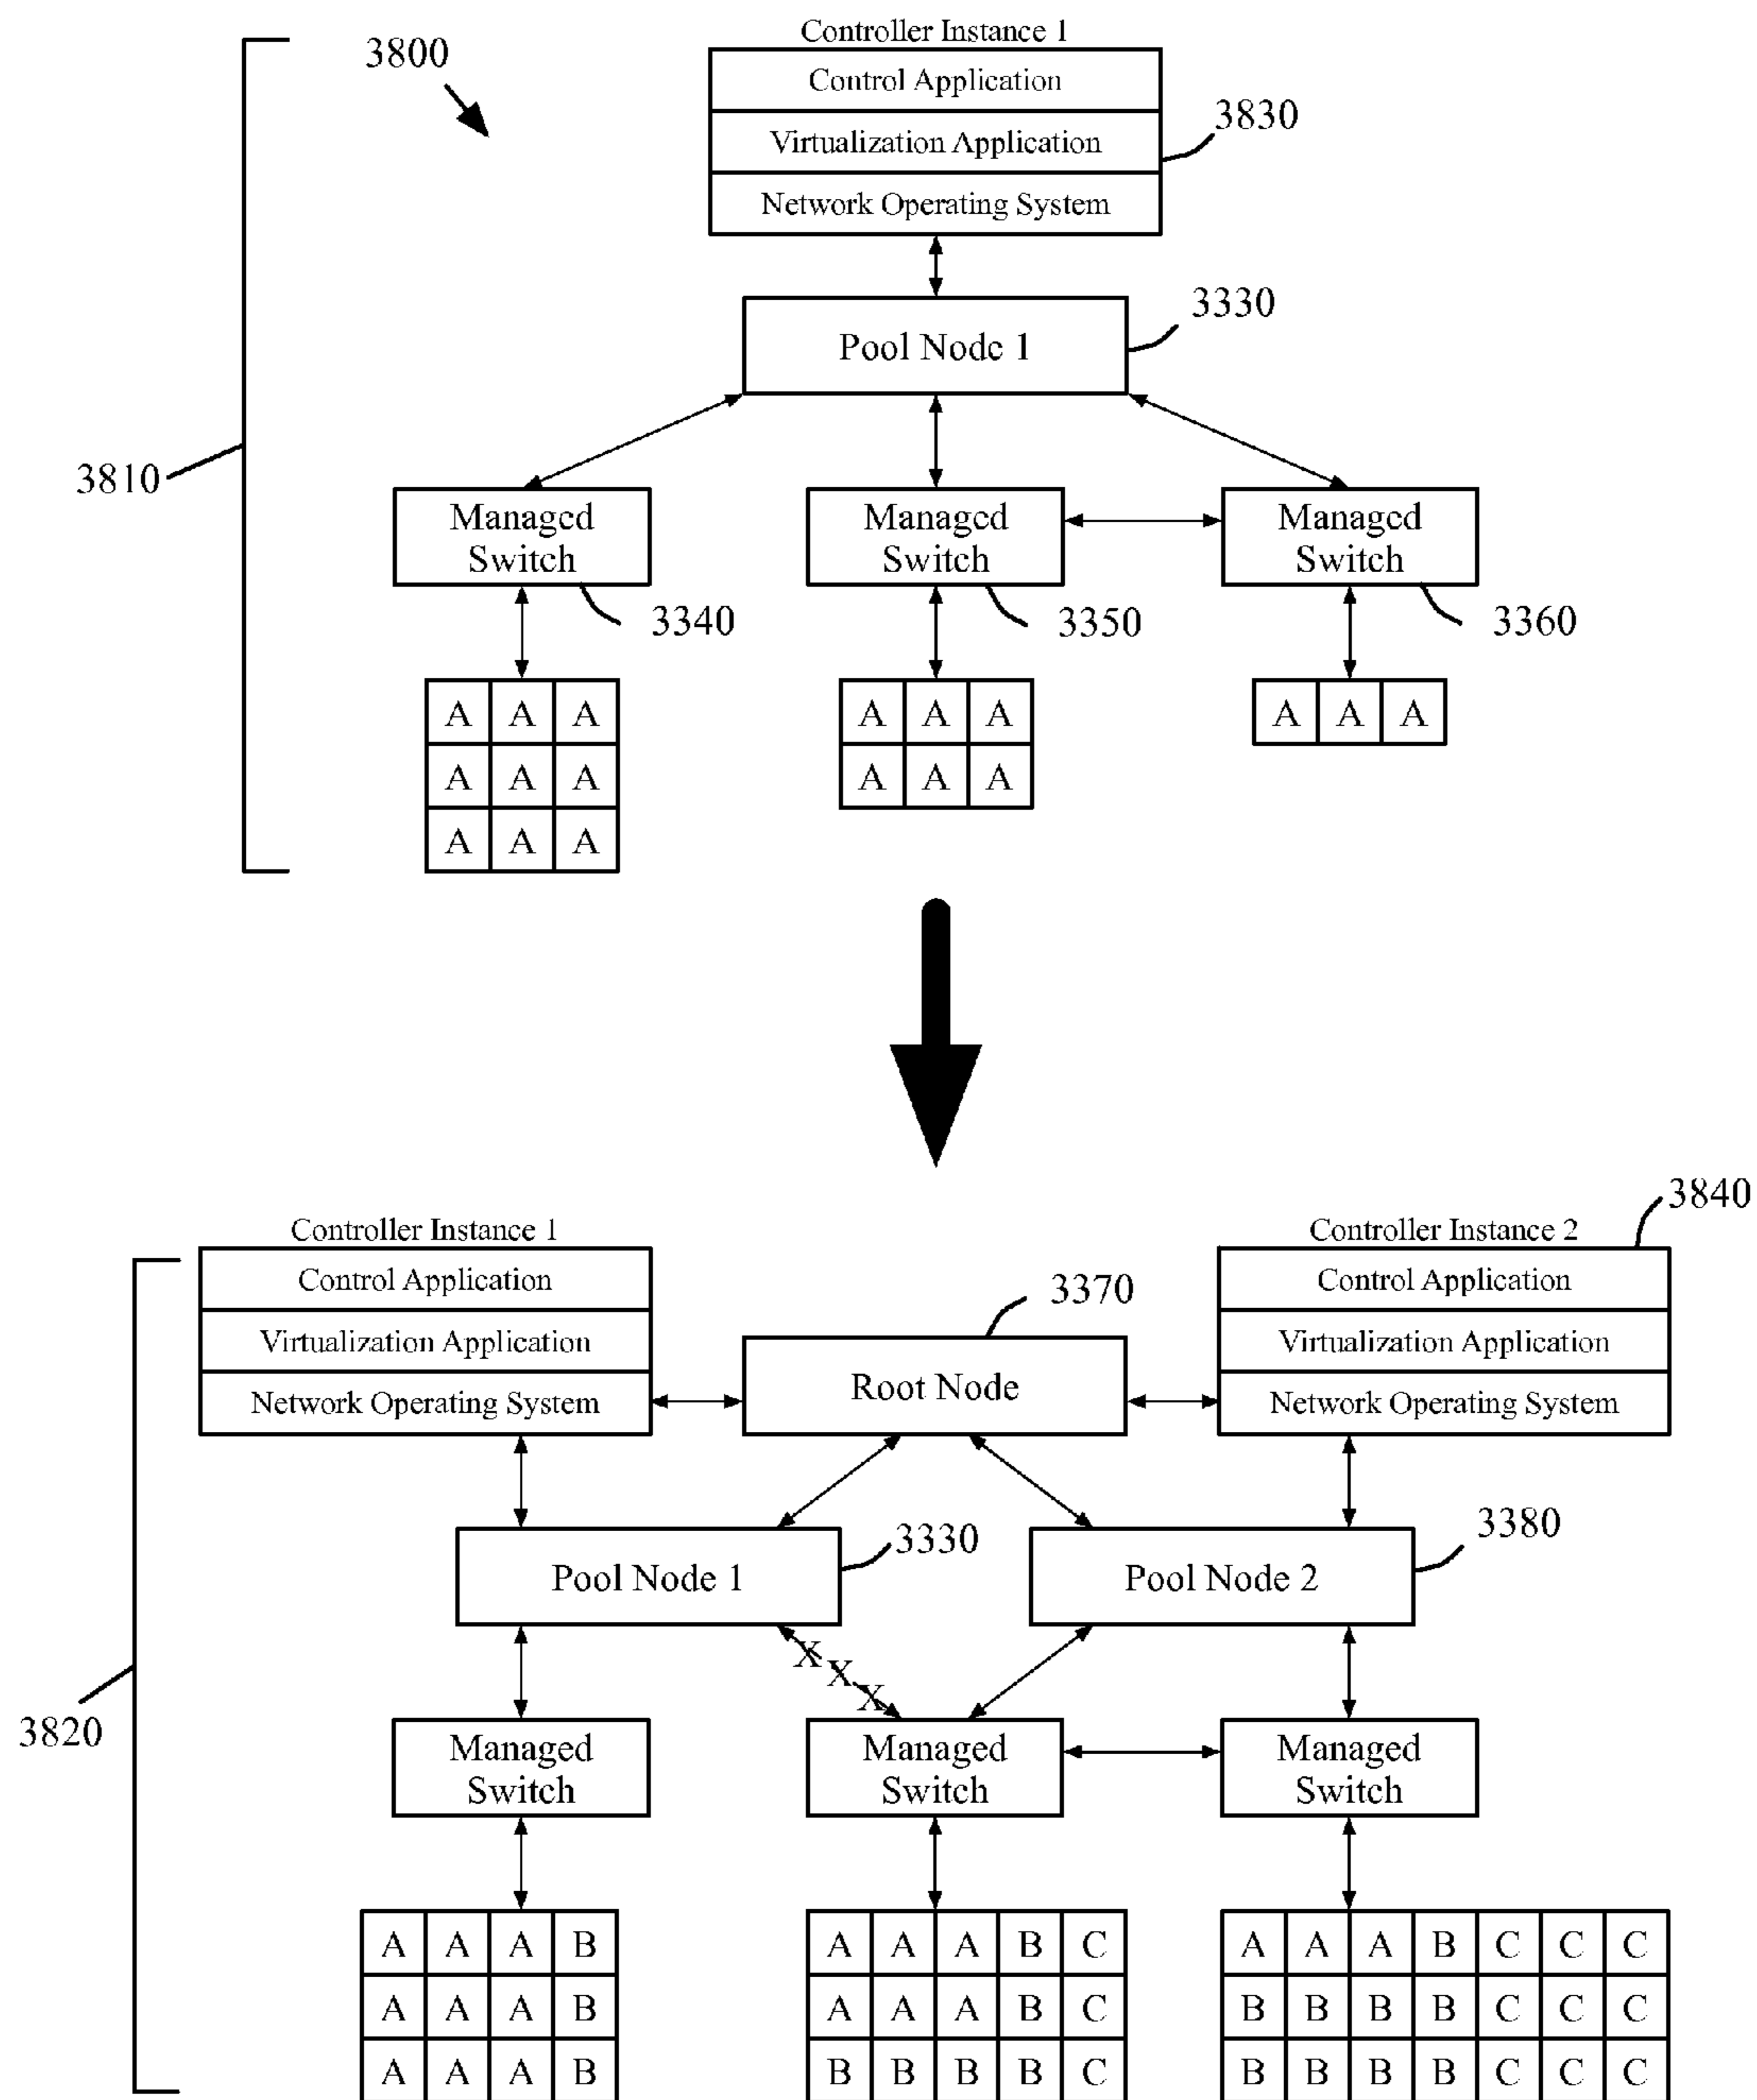 Controller Instance 1
3800
Control Application
3830
Virtualization Application
Network Operating System
3330
Pool Node 1
3810
Managed Managed Managed
Switch Switch Switch
3340 3350 3360
A A A A A A A A A
A A A A A A
A A A
3840
Controller Instance 1 Controller Instance 2
Control Application 3370 Control Application
Virtualization Application Virtualization Application
Root Node
Network Operating System Network Operating System
3330 3380
Pool Node 1 Pool Node 2
X
X
X
3820
Managed Managed Managed
Switch Switch Switch
A A A B A A A B C A A A B C C C
A A A B A A A B C B B B B C C C
A A A B B B B B C B B B B C C C